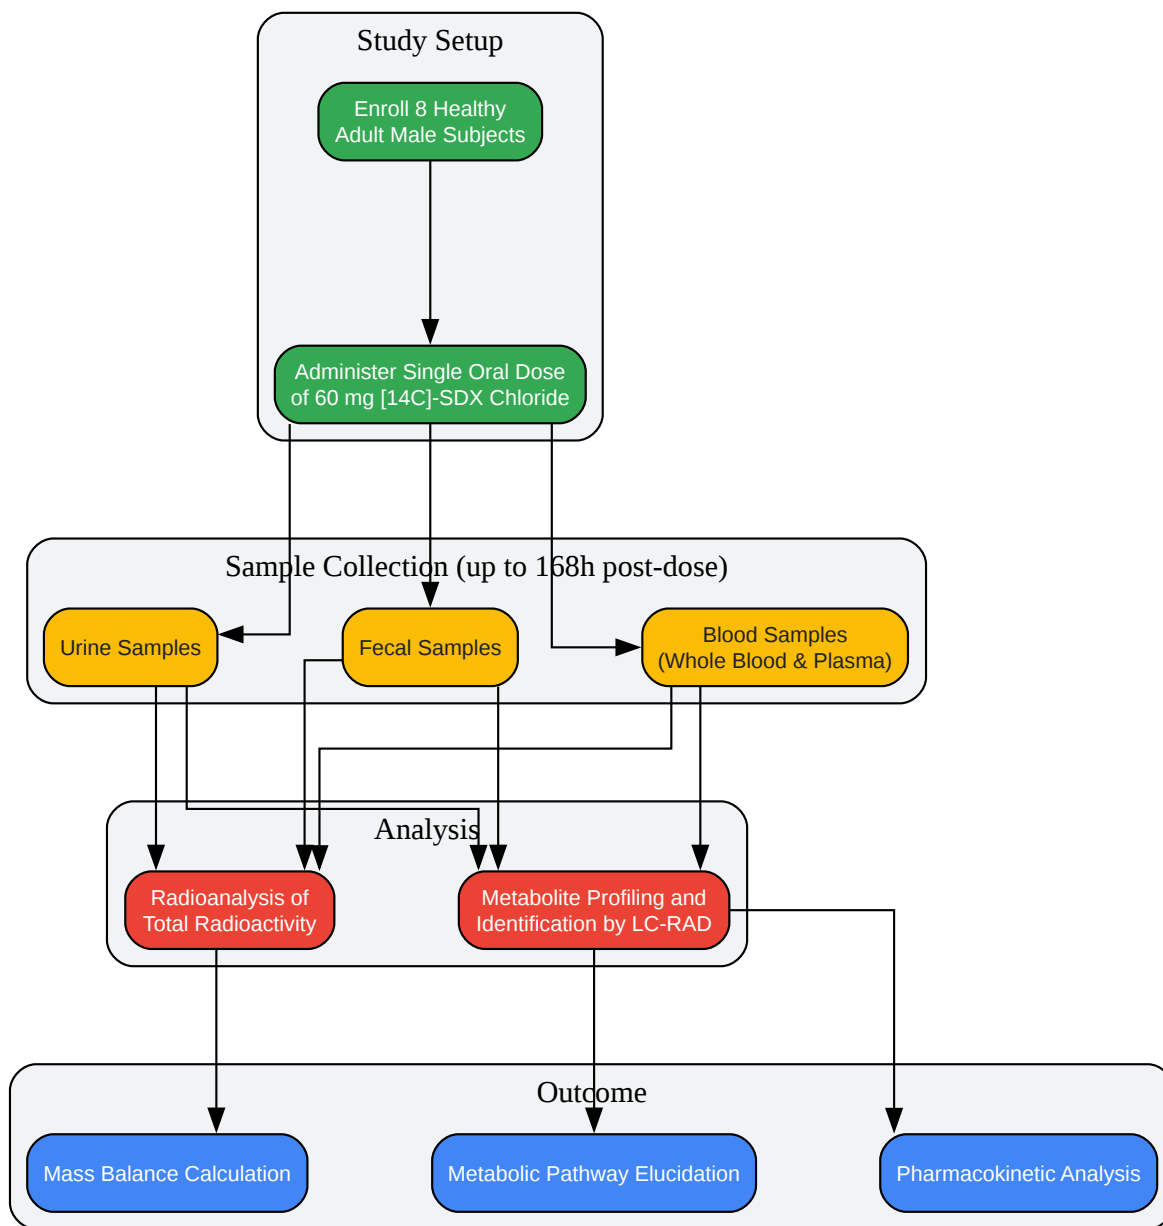 Study Setup
Enroll 8 Healthy
Adult Male Subjects
Administer Single Oral Dose
of 60 mg [14C]-SDX Chloride
Sample Collection (up to 168h post-dose)
Urine Samples
Fecal Samples
Blood Samples
(Whole Blood & Plasma)
Analysis
Radioanalysis of
Total Radioactivity
Metabolite Profiling and
Identification by LC-RAD
Outcome
Mass Balance Calculation
Metabolic Pathway Elucidation
Pharmacokinetic Analysis